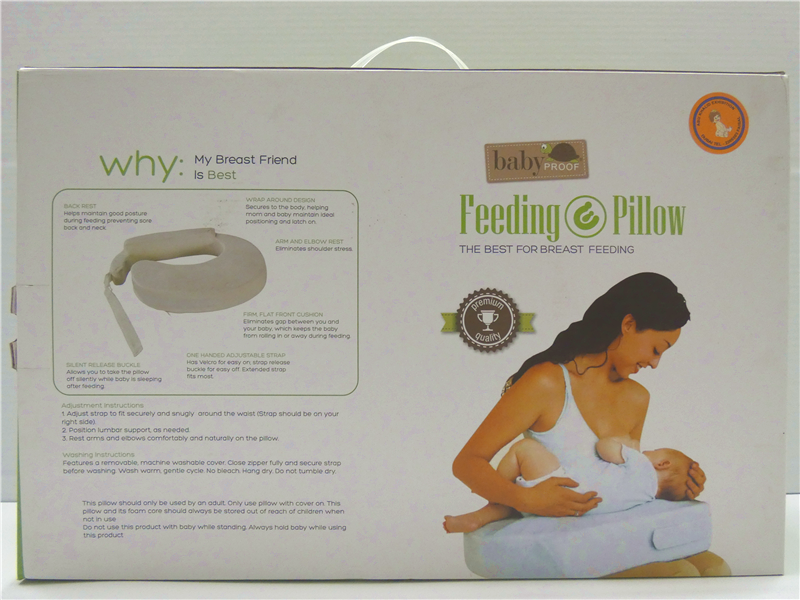 why: My Breast Friend
Is Best
BACK REST
Helps maintain good posture
during feeding preventing sore
back and neck
WRAP AROUND DESIGN
Secures to the body, helping
mom and baby maintain ideal
positioning and latch on.
ARM AND ELBOW REST
Eliminates shoulder stress
FIRM, FLAT FRONT CUSHION
Eliminates gap between you and
your baby, which keeps the baby
from rolling in or away during feeding.
ONE HANDED ADJUSTABLE STRAP
Has Velcro for easy on, strap release
buckle for easy off. Extended strap
fits most.
SILENT RELEASE BUCKLE
Allows you to take the pillow
off silently while baby is sleeping
after feeding.
Adjustment Instructions
1. Adjust strap to fit securely and snugly around the waist (Strap should be on your
right side).
2. Position lumbar support, as needed.
3. Rest arms and elbows comfortably and naturally on the pillow.
Washing Instructions
Features a removable, machine washable cover. Close zipper fully and secure strap
before washing. Wash warm, gentle cycle. No bleach. Hang dry. Do not tumble dry.
This pillow should only be used by an adult. Only use pillow with cover on. This
pillow and its foam core should always be stored out of reach of children when
not in use
Do not use this product with baby while standing. Always hold baby while using
this product
baby PROOF
Feeding Pillow
THE BEST FOR BREAST FEEDING
premium
quality